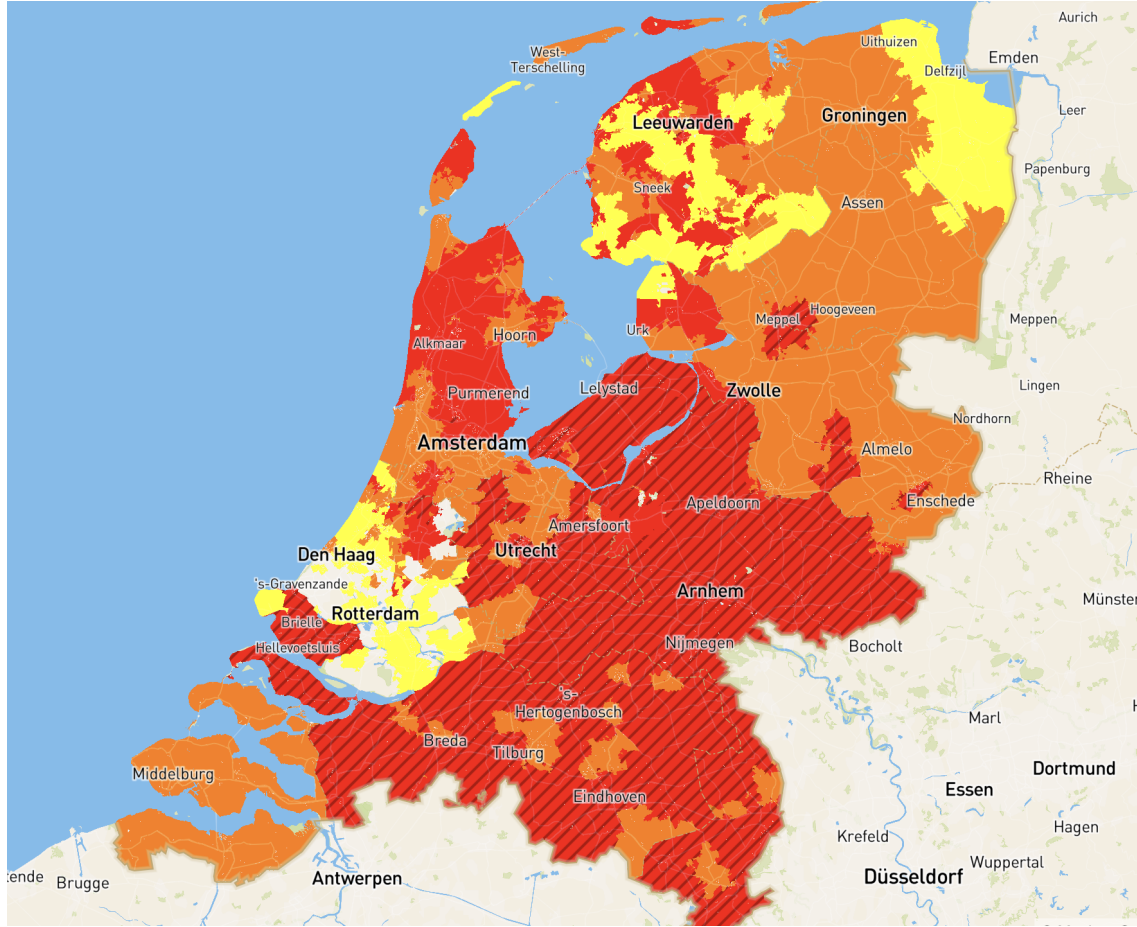 Aurich
Uithuizen
West-
Terschelling
Emden
Delfzijl
Leer
Leeuwarden
Groningen
Papenburg
Sneek
Assen
Meppel
Hoogeveen
Meppen
Urk
Hoorn
Alkmaar
Lelystad
Lingen
Purmerend
Zwolle
Nordhorn
Amsterdam
Almelo
Rheine
Apeldoorn
Enschede
Amersfoort
Den Haag
Utrecht
's-Gravenzande
Arnhem
Münster
Rotterdam
Brielle
Hellevoetsluis
Nijmegen
Bocholt
's-
Hertogenbosch
Marl
Breda
Tilburg
Middelburg
Dortmund
Essen
Eindhoven
Hagen
Krefeld
Wuppertal
Antwerpen
Düsseldorf
Brugge